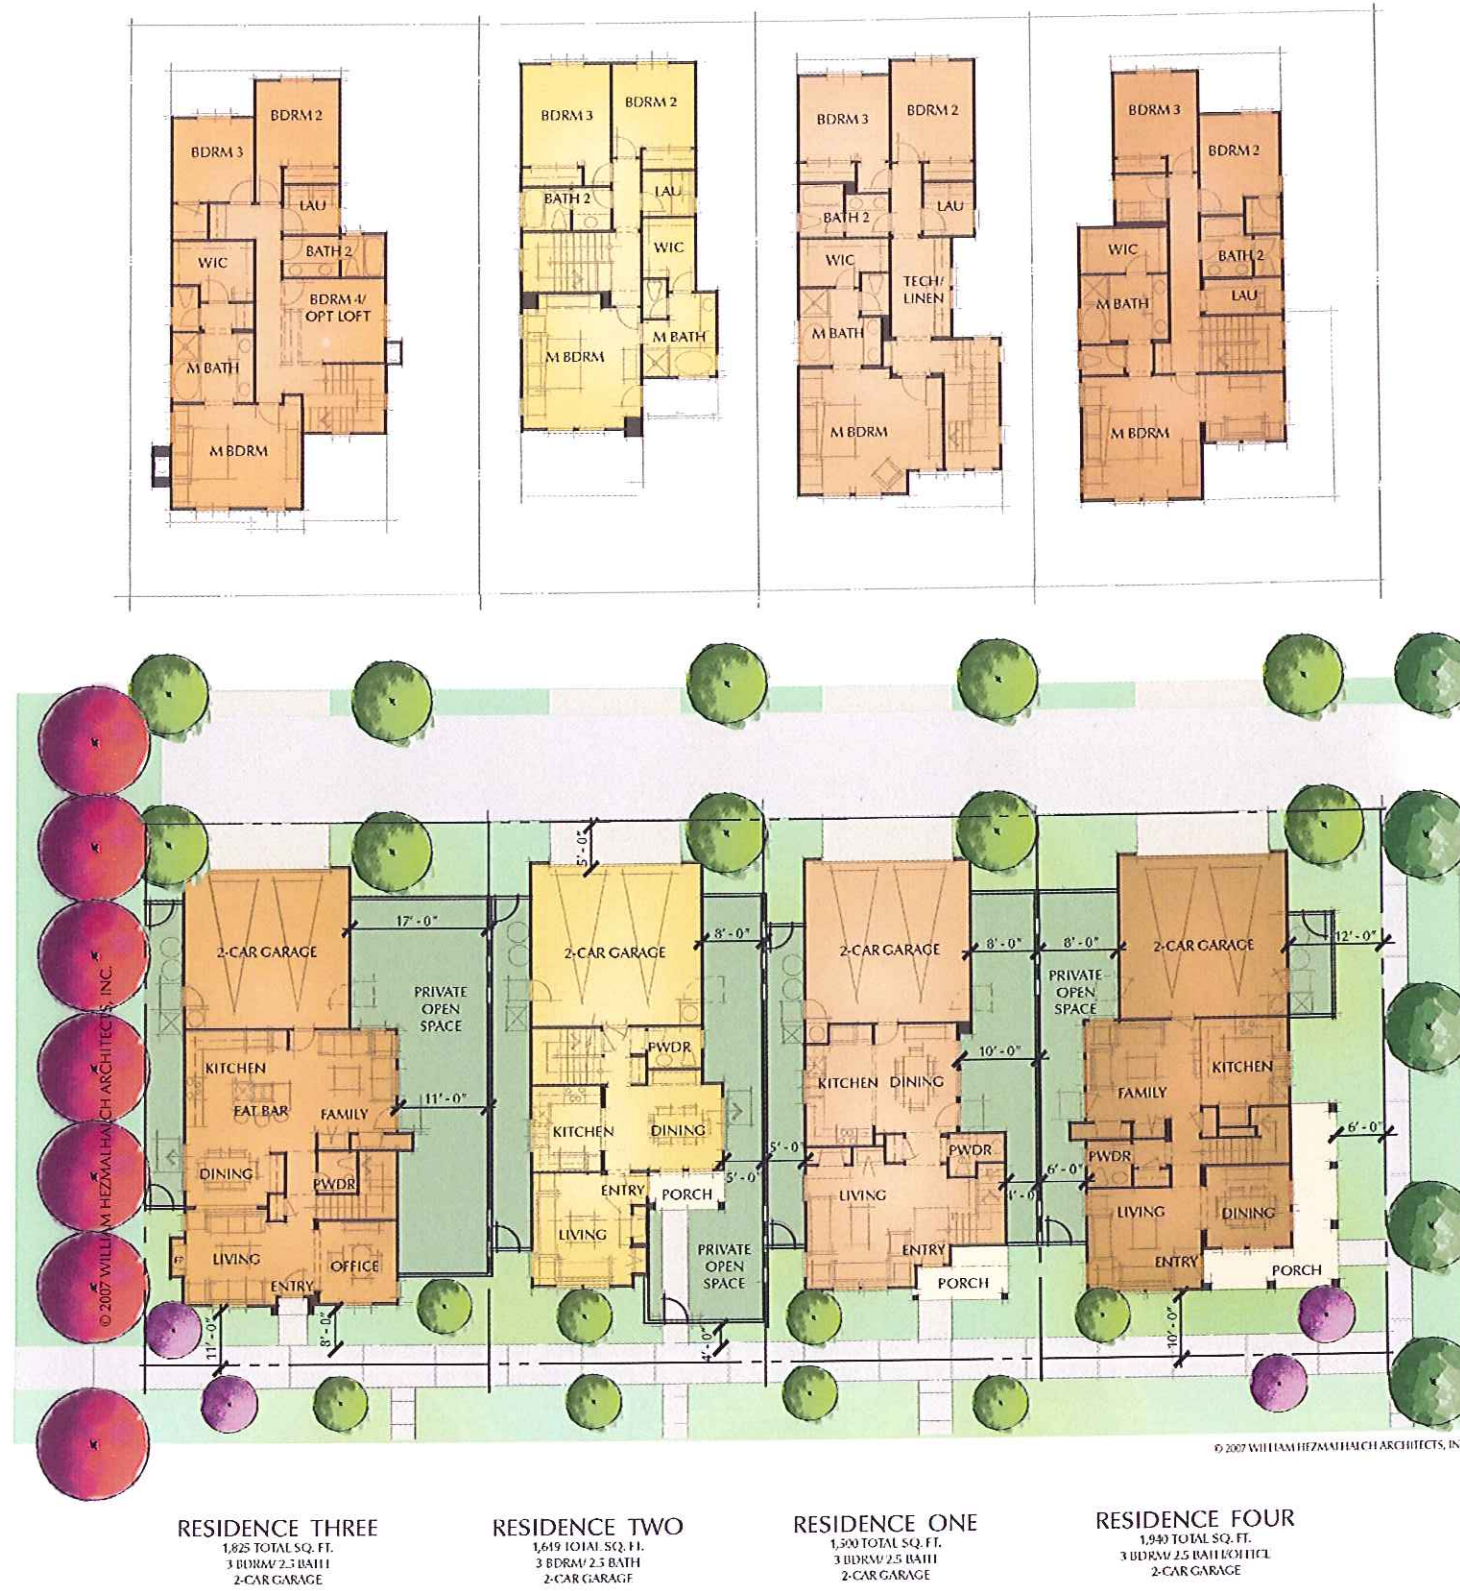 BDRM 2
BDRM 3
LAU
BATH 2
WIC
BDRM 4/
OPT LOFT
M BATH
M BDRM
BDRM 3
BDRM 2
BATH 2
LAU
WIC
M BATH
M BDRM
BDRM 3
BDRM 2
BATH 2
LAU
WIC
TECH/
LINEN
M BATH
M BDRM
BDRM 3
BDRM 2
WIC
BATH 2
M BATH
LAU
M BDRM
© 2007 WILLIAM HEZMALHALCH ARCHITECTS, INC.
2-CAR GARAGE
17'-0"
PRIVATE
OPEN
SPACE
KITCHEN
EAT BAR
FAMILY
11'-0"
DINING
PWDR
LIVING
OFFICE
ENTRY
11'-0"
8'-0"
5'-0"
2-CAR GARAGE
8'-0"
PWDR
KITCHEN
DINING
5'-0"
ENTRY
PORCH
LIVING
PRIVATE
OPEN
SPACE
4'-0"
2-CAR GARAGE
8'-0"
10'-0"
KITCHEN
DINING
5'-0"
PWDR
LIVING
4'-0"
ENTRY
PORCH
8'-0"
2-CAR GARAGE
12'-0"
PRIVATE
OPEN
SPACE
KITCHEN
FAMILY
6'-0"
PWDR
6'-0"
LIVING
DINING
ENTRY
PORCH
10'-0"
© 2007 WILLIAM HEZMALHALCH ARCHITECTS, IN
RESIDENCE THREE
1,825 TOTAL SQ. FT.
3 BDRM/ 2.5 BATH
2-CAR GARAGE
RESIDENCE TWO
1,619 TOTAL SQ. FT.
3 BDRM/ 2.5 BATH
2-CAR GARAGE
RESIDENCE ONE
1,500 TOTAL SQ. FT.
3 BDRM/ 2.5 BATH
2-CAR GARAGE
RESIDENCE FOUR
1,940 TOTAL SQ. FT.
3 BDRM/ 2.5 BATH/OFFICE
2-CAR GARAGE